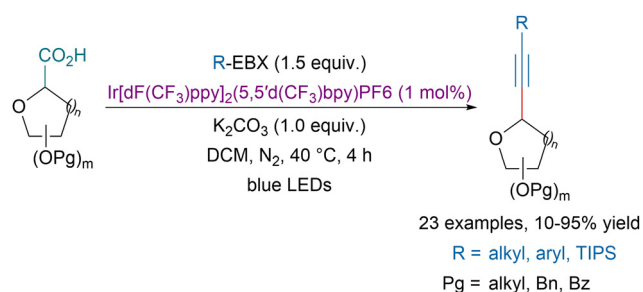 CO₂H
O
( )n
(OPg)m
R-EBX (1.5 equiv.)
Ir[dF(CF3)ppy]2(5,5'd(CF3)bpy)PF6 (1 mol%)
K₂CO₃ (1.0 equiv.)
DCM, N₂, 40 °C, 4 h
blue LEDs
R
O
( )n
(OPg)m
23 examples, 10-95% yield
R = alkyl, aryl, TIPS
Pg = alkyl, Bn, Bz